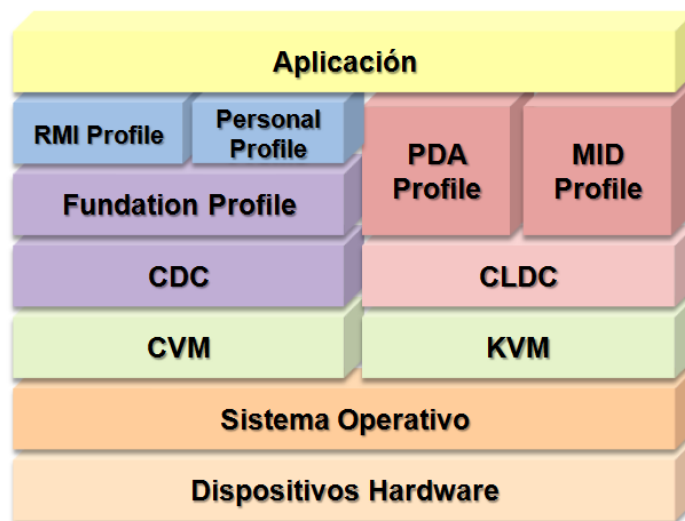 Aplicación
RMI Profile
Personal
Profile
PDA
Profile
MID
Profile
Fundation Profile
CDC
CLDC
CVM
KVM
Sistema Operativo
Dispositivos Hardware